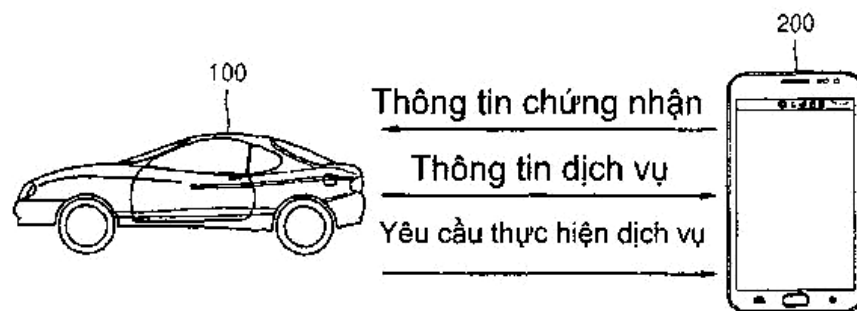 200
100
Thông tin chứng nhận
Thông tin dịch vụ
Yêu cầu thực hiện dịch vụ